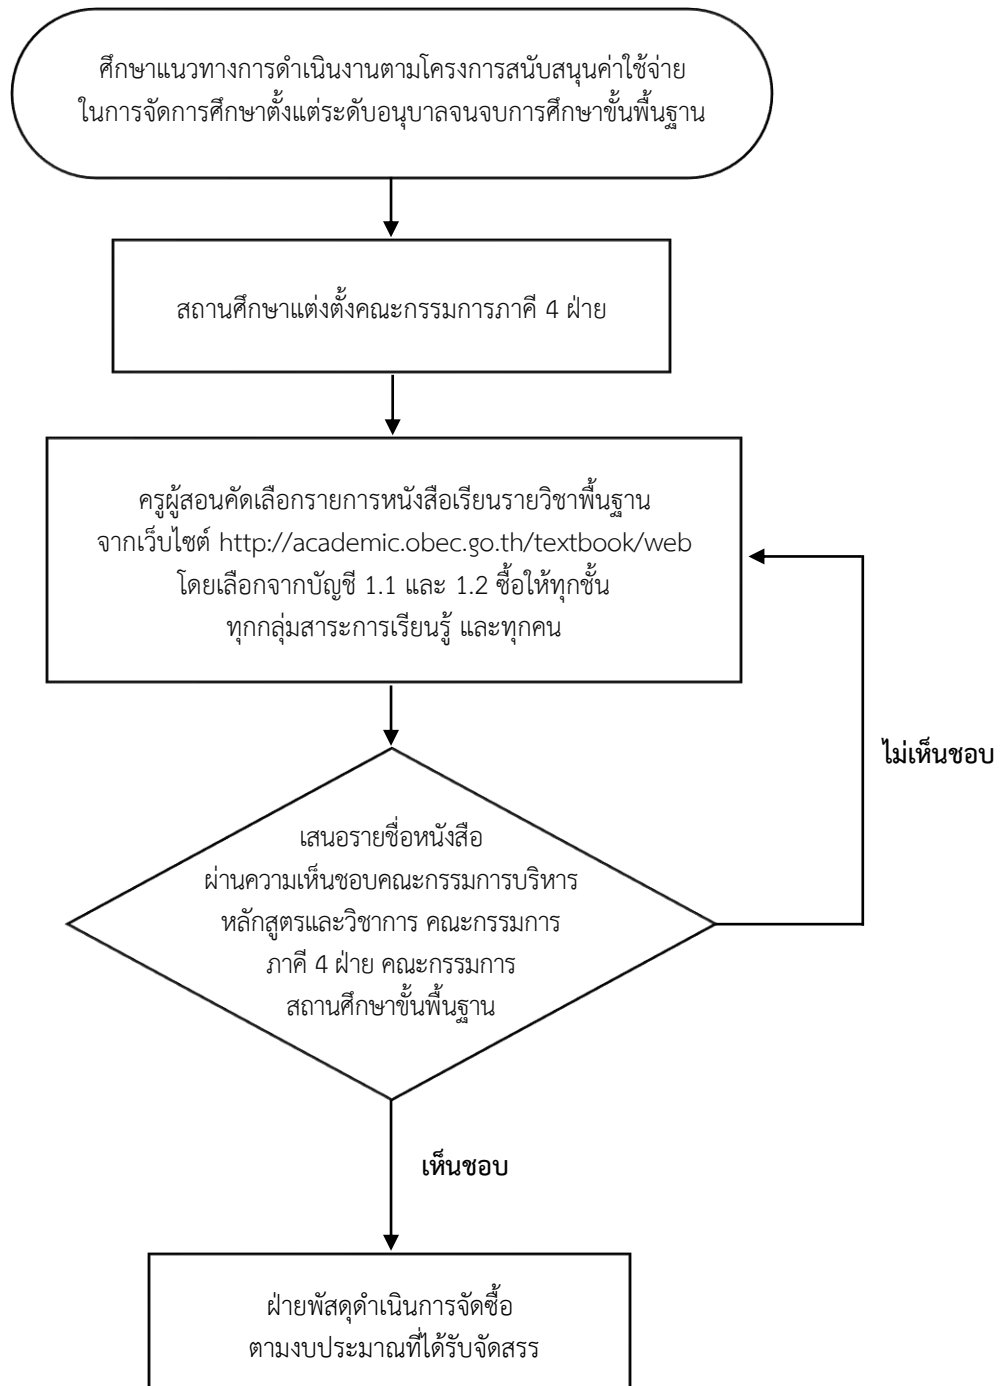 ศึกษาแนวทางการดำเนินงานตามโครงการสนับสนุนค่าใช้จ่าย
ในการจัดการศึกษาตั้งแต่ระดับอนุบาลจนจบการศึกษาขั้นพื้นฐาน
สถานศึกษาแต่งตั้งคณะกรรมการภาคี 4 ฝ่าย
ครูผู้สอนคัดเลือกรายการหนังสือเรียนรายวิชาพื้นฐาน
จากเว็บไซต์ http://academic.obec.go.th/textbook/web
โดยเลือกจากบัญชี 1.1 และ 1.2 ซื้อให้ทุกชั้น
ทุกกลุ่มสาระการเรียนรู้ และทุกคน
ไม่เห็นชอบ
เสนอรายชื่อหนังสือ
ผ่านความเห็นชอบคณะกรรมการบริหาร
หลักสูตรและวิชาการ คณะกรรมการ
ภาคี 4 ฝ่าย คณะกรรมการ
สถานศึกษาขั้นพื้นฐาน
เห็นชอบ
ฝ่ายพัสดุดำเนินการจัดซื้อ
ตามงบประมาณที่ได้รับจัดสรร